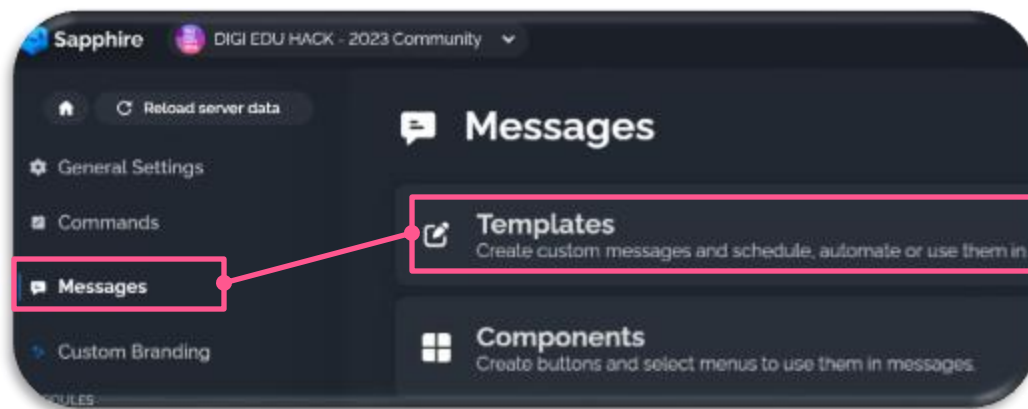 Sapphire
DIGI EDU HACK - 2023 Community
Reload server data
General Settings
Commands
Messages
Custom Branding
Messages
Templates
Create custom messages and schedule, automate or use them in
Components
Create buttons and select menus to use them in messages.